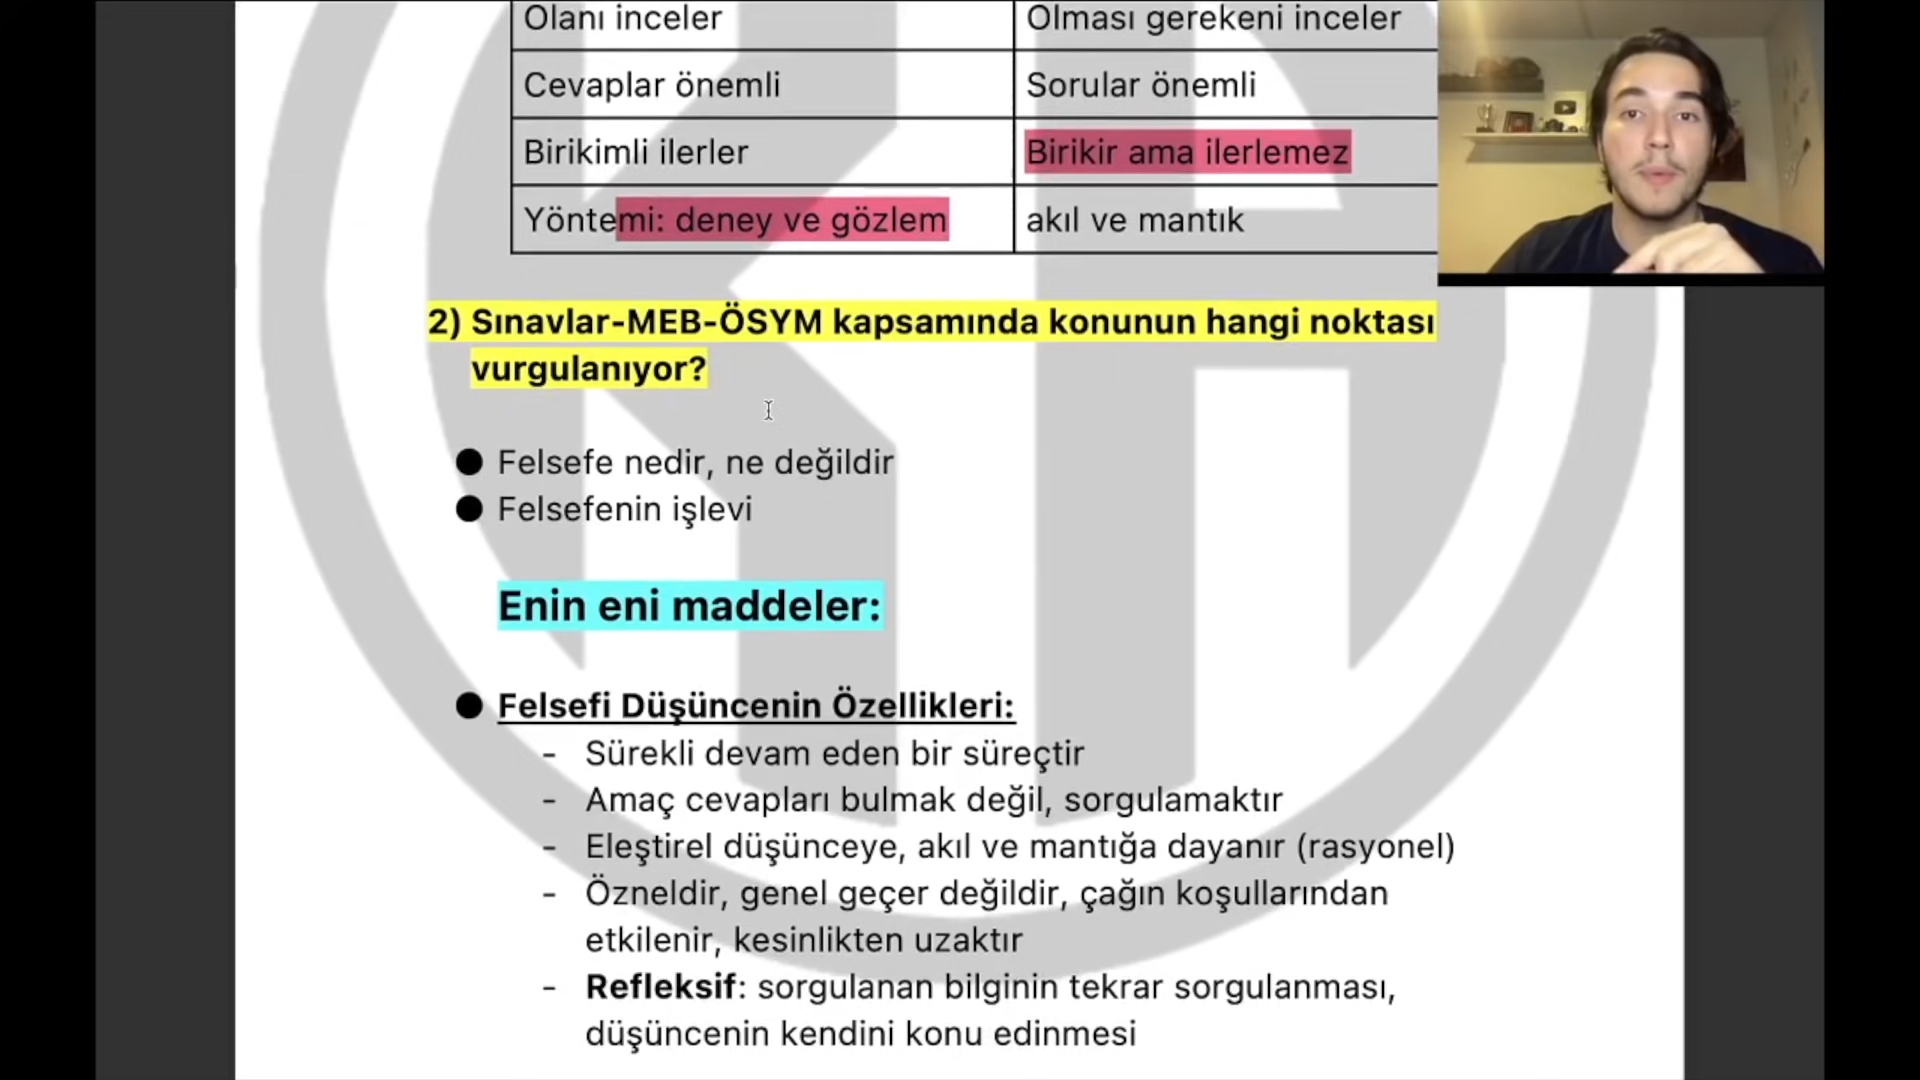 Olanı inceler
Olması gerekeni inceler
Cevaplar önemli
Sorular önemli
Birikimli ilerler
Birikir ama ilerlemez
Yöntemi: deney ve gözlem
akıl ve mantık
2) Sınavlar-MEB-ÖSYM kapsamında konunun hangi noktası
vurgulanıyor?
● Felsefe nedir, ne değildir
● Felsefenin işlevi
Enin eni maddeler:
● Felsefi Düşüncenin Özellikleri:
- Sürekli devam eden bir süreçtir
- Amaç cevapları bulmak değil, sorgulamaktır
- Eleştirel düşünceye, akıl ve mantığa dayanır (rasyonel)
- Özneldir, genel geçer değildir, çağın koşullarından
etkilenir, kesinlikten uzaktır
- Refleksif: sorgulanan bilginin tekrar sorgulanması,
düşüncenin kendini konu edinmesi